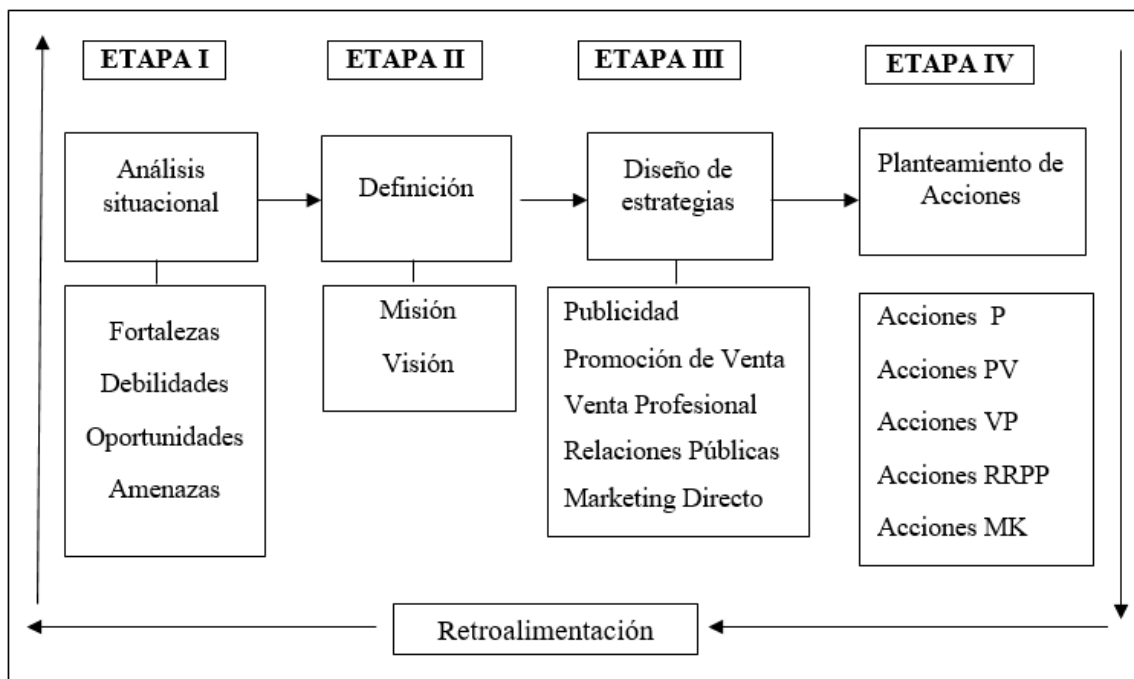 ETAPA I
ETAPA II
ETAPA III
ETAPA IV
Análisis
situacional
Definición
Diseño de
estrategias
Planteamiento de
Acciones
Fortalezas
Debilidades
Oportunidades
Amenazas
Misión
Visión
Publicidad
Promoción de Venta
Venta Profesional
Relaciones Públicas
Marketing Directo
Acciones P
Acciones PV
Acciones VP
Acciones RRPP
Acciones MK
Retroalimentación